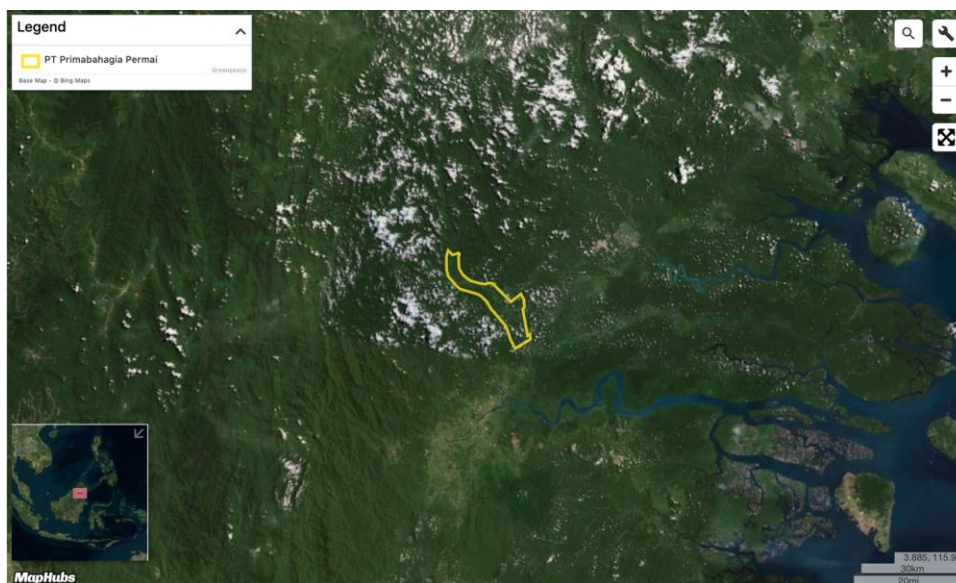 Legend
PT Primabahagia Permai
Greenpeace
Base Map - © Bing Maps
3.885, 115.9
30km
20mi
MapHubs